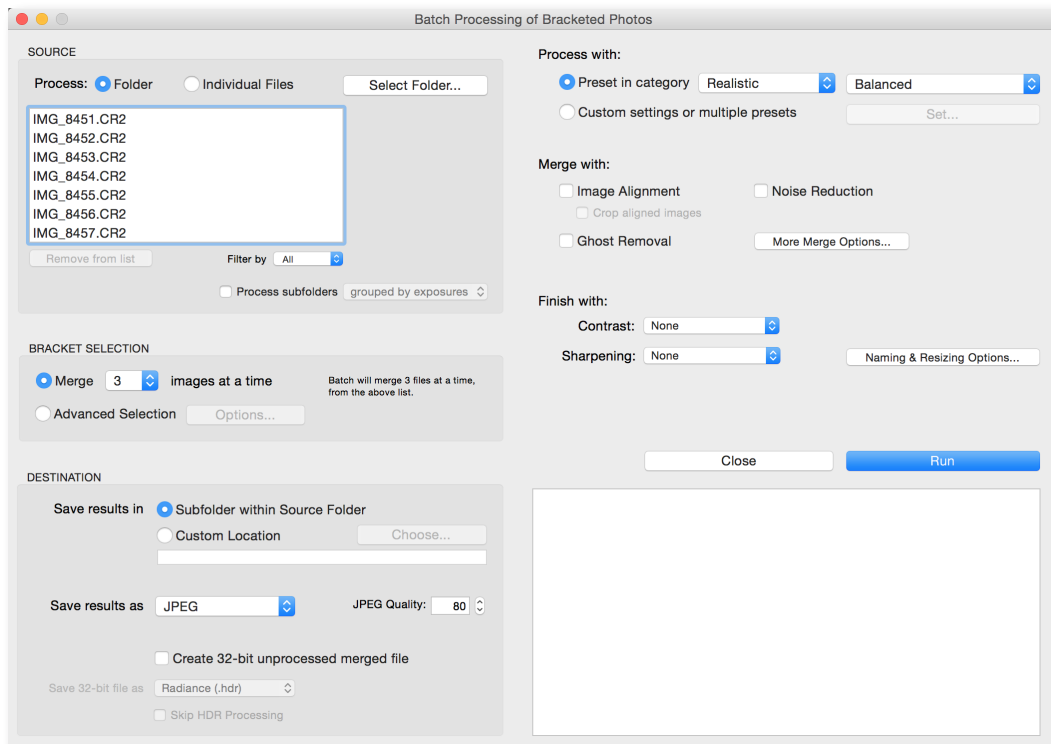 Batch Processing of Bracketed Photos
SOURCE
Process: Folder Individual Files Select Folder...
IMG_8451.CR2
IMG_8452.CR2
IMG_8453.CR2
IMG_8454.CR2
IMG_8455.CR2
IMG_8456.CR2
IMG_8457.CR2
Remove from list Filter by All
Process subfolders grouped by exposures
BRACKET SELECTION
Merge 3 images at a time
Batch will merge 3 files at a time,
from the above list.
Advanced Selection Options...
DESTINATION
Save results in Subfolder within Source Folder
Custom Location Choose...
Save results as JPEG JPEG Quality: 80
Create 32-bit unprocessed merged file
Save 32-bit file as Radiance (.hdr)
Skip HDR Processing
Process with:
Preset in category Realistic Balanced
Custom settings or multiple presets Set...
Merge with:
Image Alignment Noise Reduction
Crop aligned images
Ghost Removal More Merge Options...
Finish with:
Contrast: None
Sharpening: None Naming & Resizing Options...
Close Run